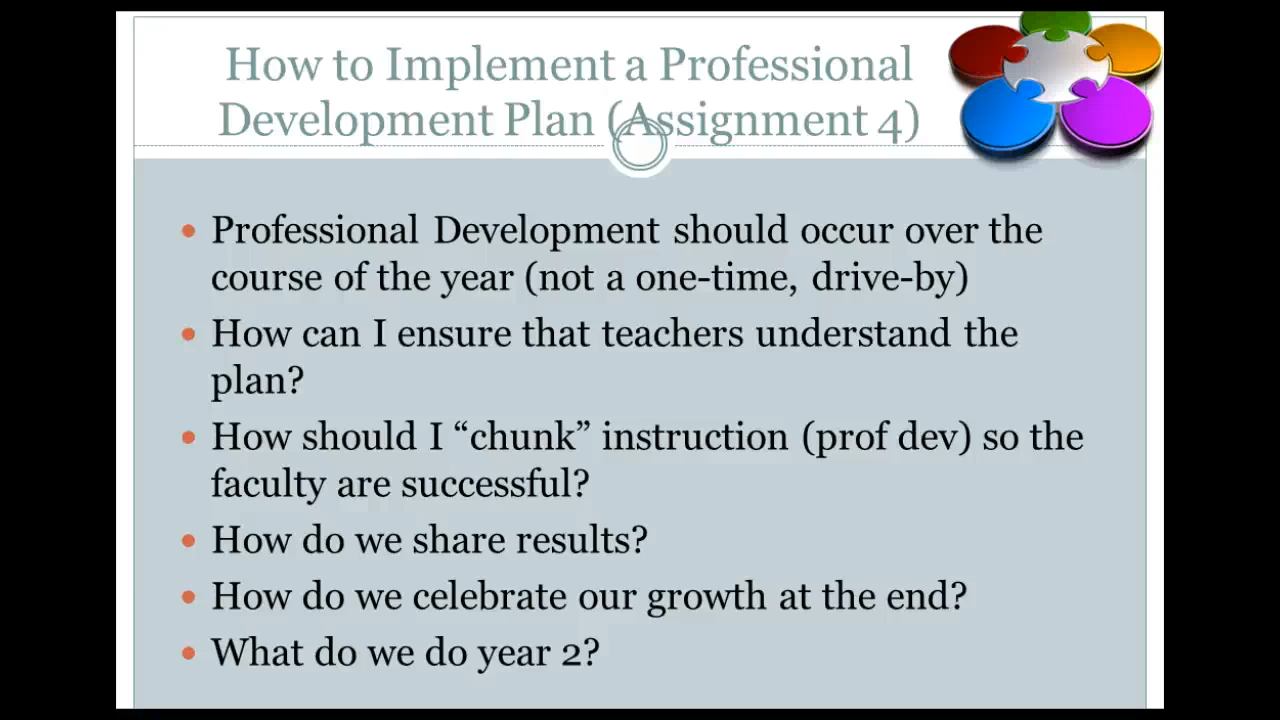 How to Implement a Professional
Development Plan (Assignment 4)
• Professional Development should occur over the
course of the year (not a one-time, drive-by)
• How can I ensure that teachers understand the
plan?
• How should I “chunk” instruction (prof dev) so the
faculty are successful?
• How do we share results?
• How do we celebrate our growth at the end?
• What do we do year 2?